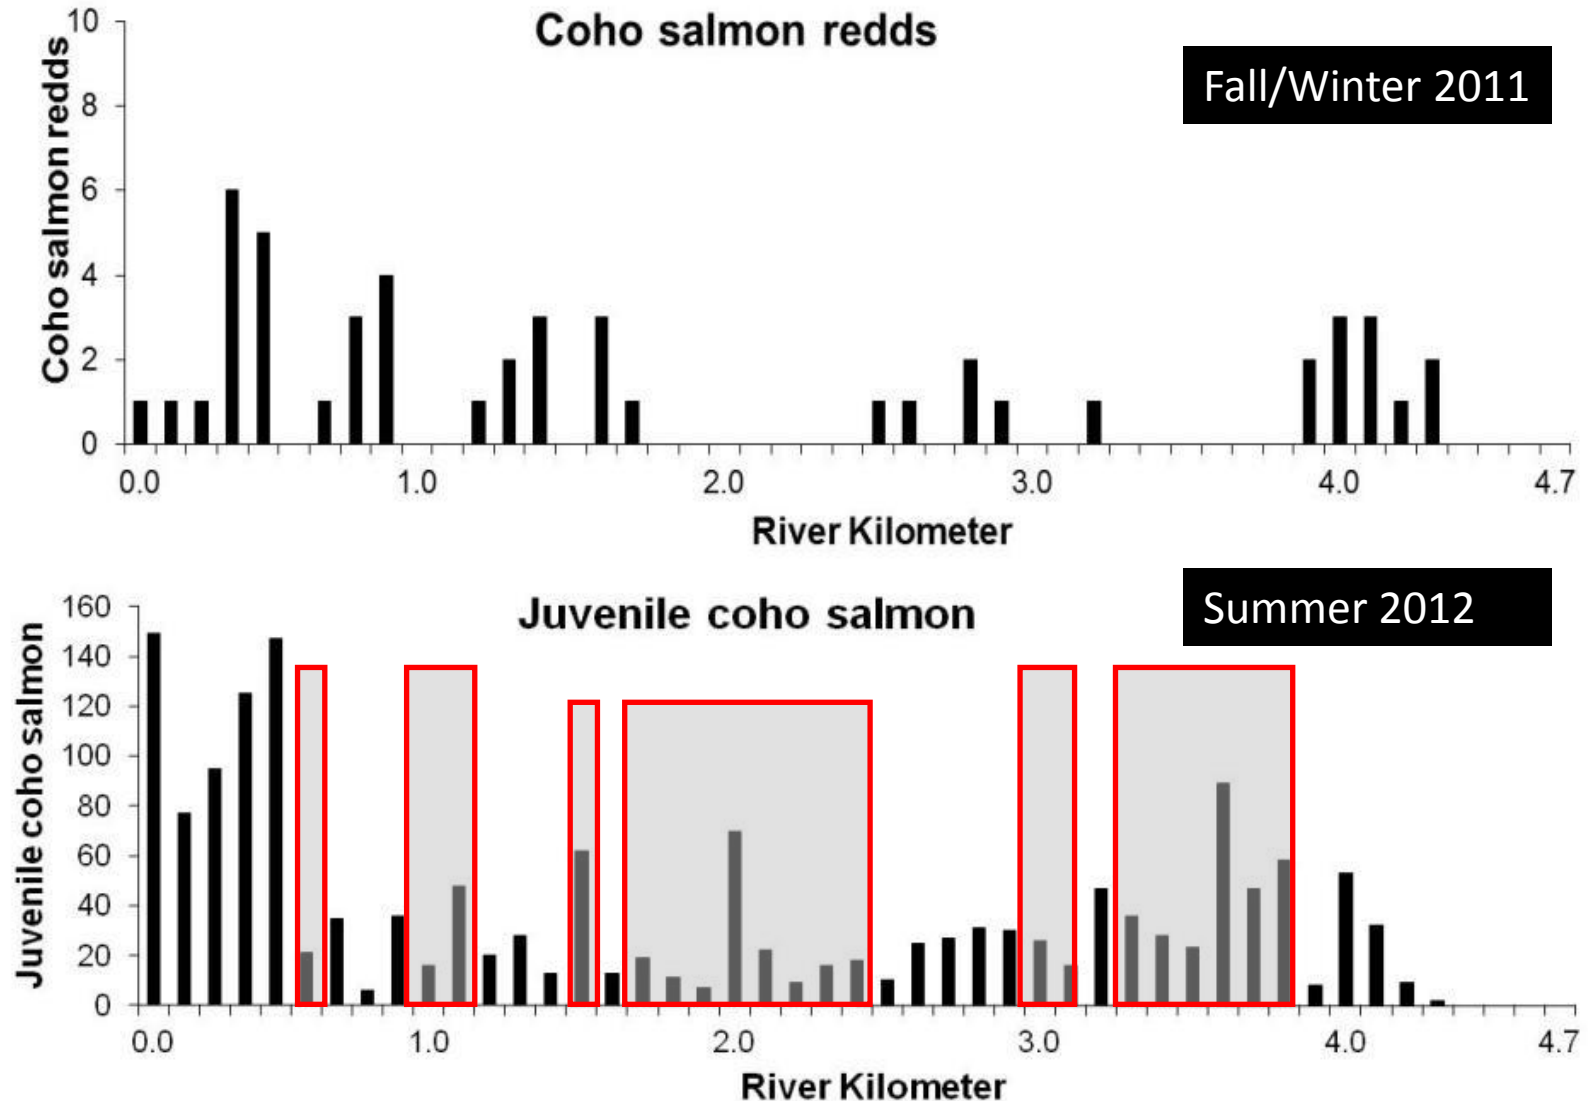 Coho salmon redds
Fall/Winter 2011
Coho salmon redds
10
8
6
4
2
0
0.0 1.0 2.0 3.0 4.0 4.7
River Kilometer
Juvenile coho salmon
Summer 2012
Juvenile coho salmon
160
140
120
100
80
60
40
20
0
0.0 1.0 2.0 3.0 4.0 4.7
River Kilometer